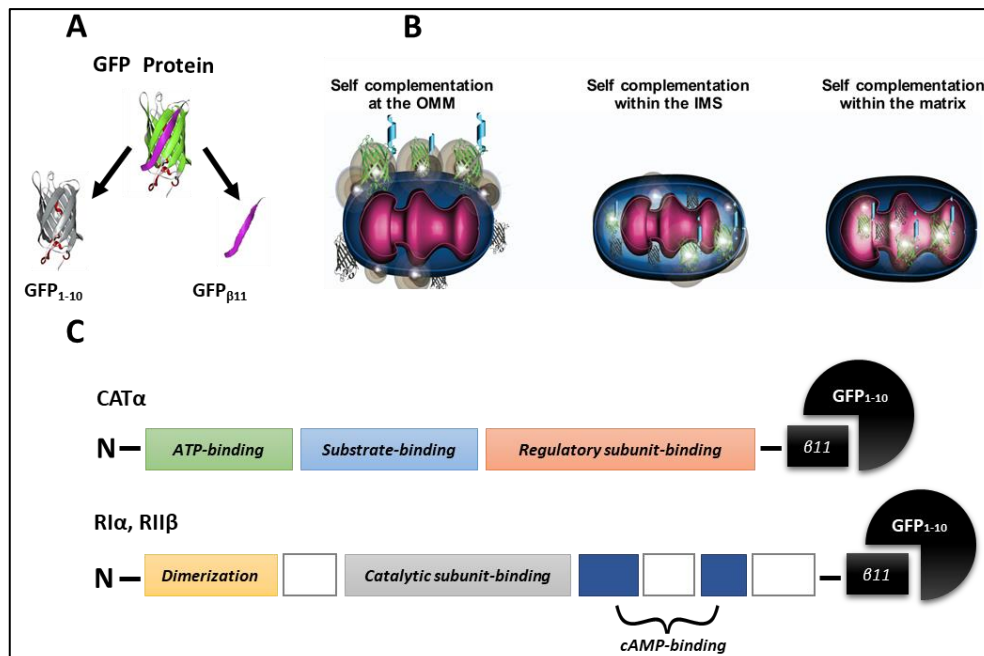 A
GFP Protein
GFP₁₋₁₀
GFPβ₁₁
B
Self complementation
at the OMM
Self complementation
within the IMS
Self complementation
within the matrix
C
CATα
N
ATP-binding
Substrate-binding
Regulatory subunit-binding
β11
GFP₁₋₁₀
RIα, RIIβ
N
Dimerization
Catalytic subunit-binding
cAMP-binding
β11
GFP₁₋₁₀